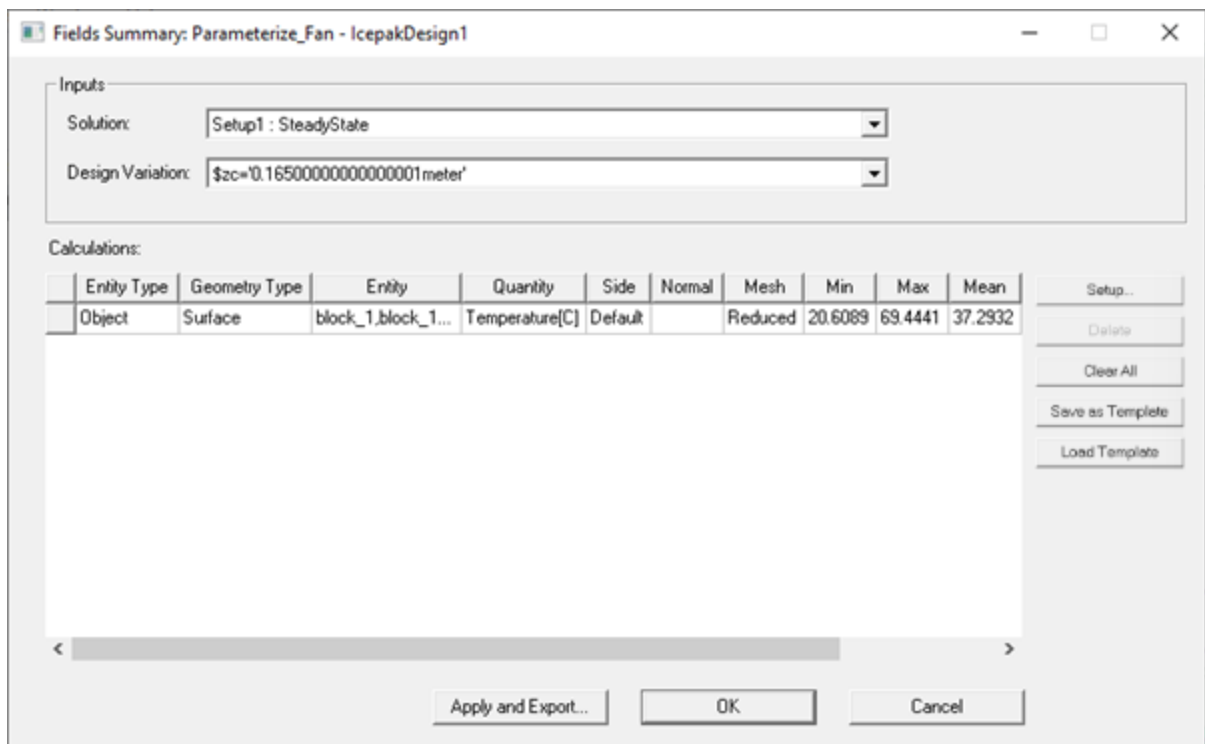 Fields Summary: Parameterize_Fan - IcepakDesign1
Inputs
Solution: Setup1 : SteadyState
Design Variation: $zc='0.16500000000000001meter'
Calculations:
Entity Type Geometry Type Entity Quantity Side Normal Mesh Min Max Mean
Object Surface block_1,block_1... Temperature[C] Default Reduced 20.6089 69.4441 37.2932
Setup...
Delete
Clear All
Save as Template
Load Template
Apply and Export... OK Cancel